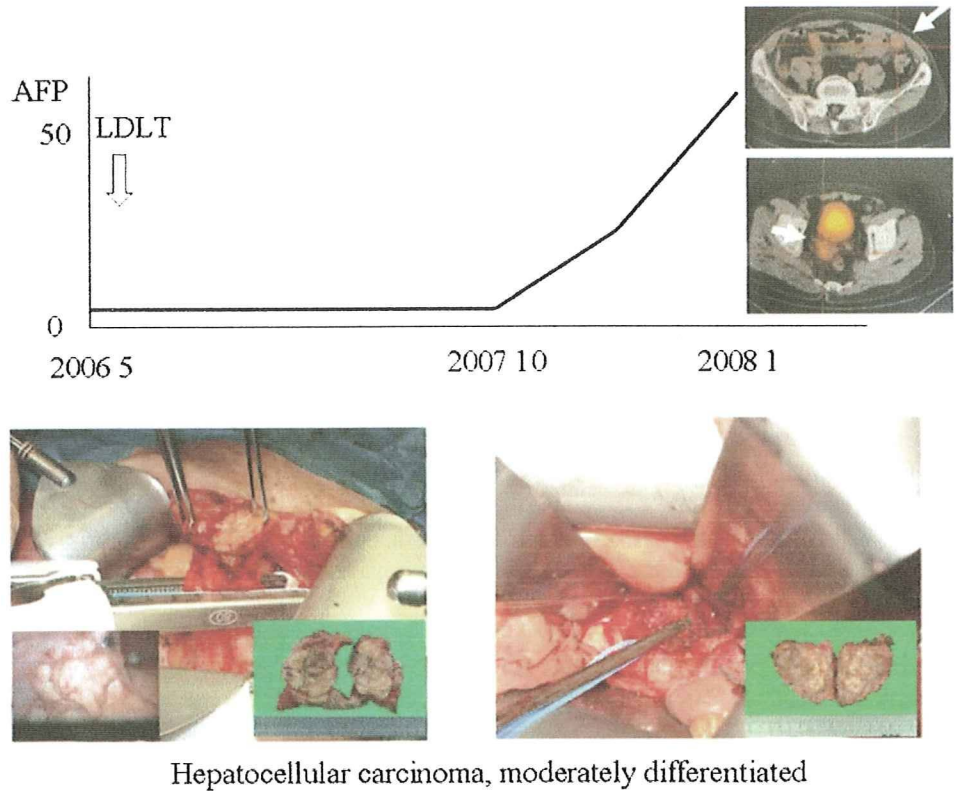 AFP
50
LDLT
0
2006 5
2007 10
2008 1
Hepatocellular carcinoma, moderately differentiated